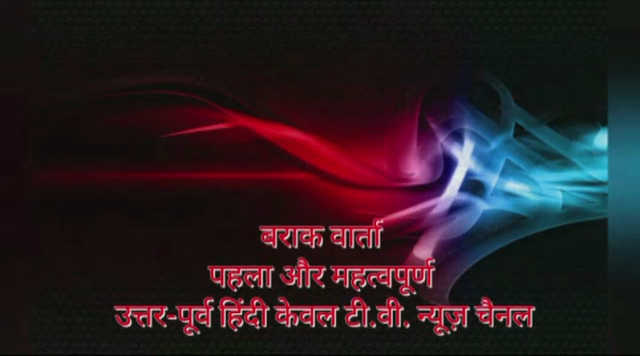 बराक वार्ता
पहला और महत्वपूर्ण
उत्तर-पूर्व हिंदी केवल टी.वी. न्यूज़ चैनल